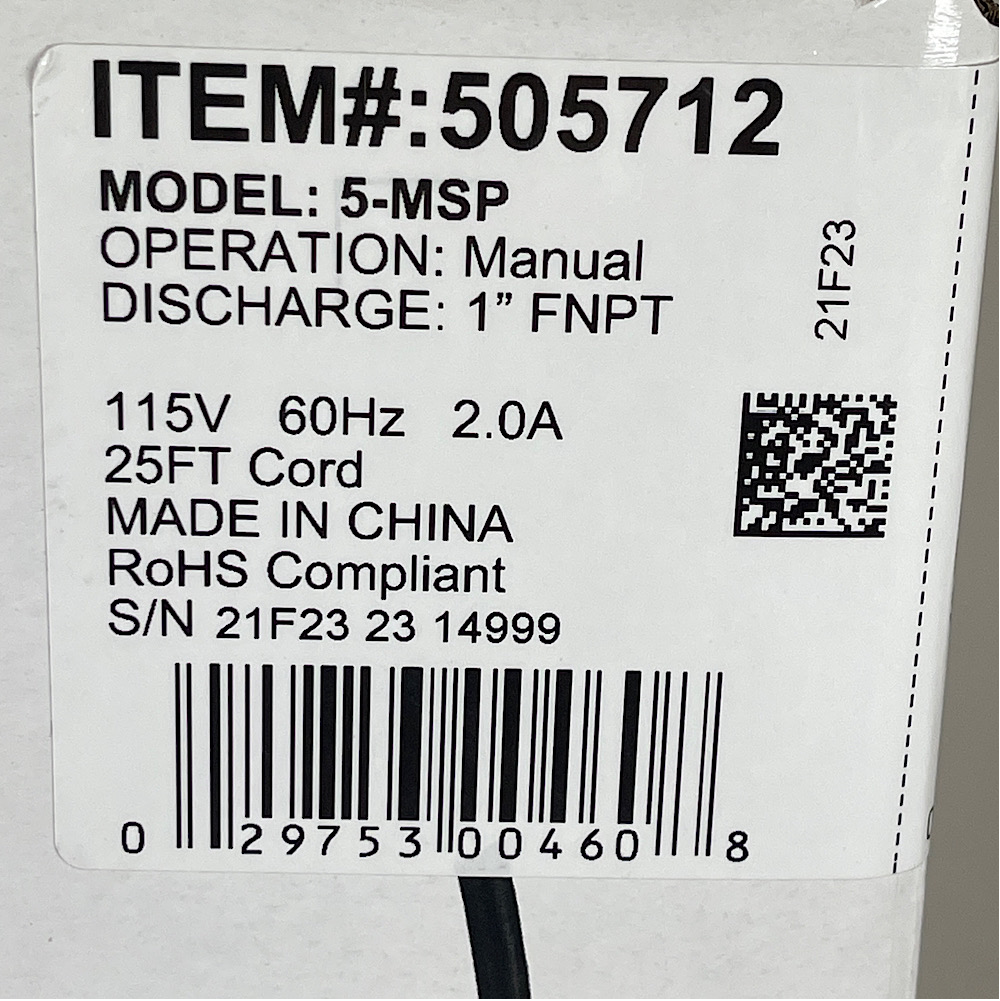 ITEM#:505712
MODEL: 5-MSP
OPERATION: Manual
DISCHARGE: 1” FNPT
21F23
115V 60Hz 2.0A
25FT Cord
MADE IN CHINA
RoHS Compliant
S/N 21F23 23 14999
0 29753 00460 8